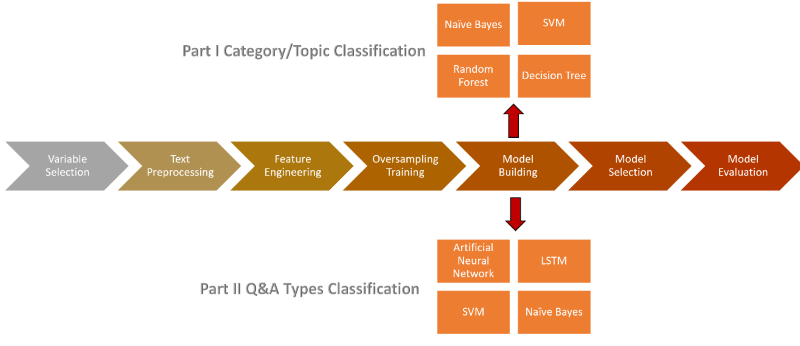 Naïve Bayes
SVM
Part I Category/Topic Classification
Random
Forest
Decision Tree
Variable
Selection
Text
Preprocessing
Feature
Engineering
Oversampling
Training
Model
Building
Model
Selection
Model
Evaluation
Artificial
Neural
Network
LSTM
Part II Q&A Types Classification
SVM
Naïve Bayes